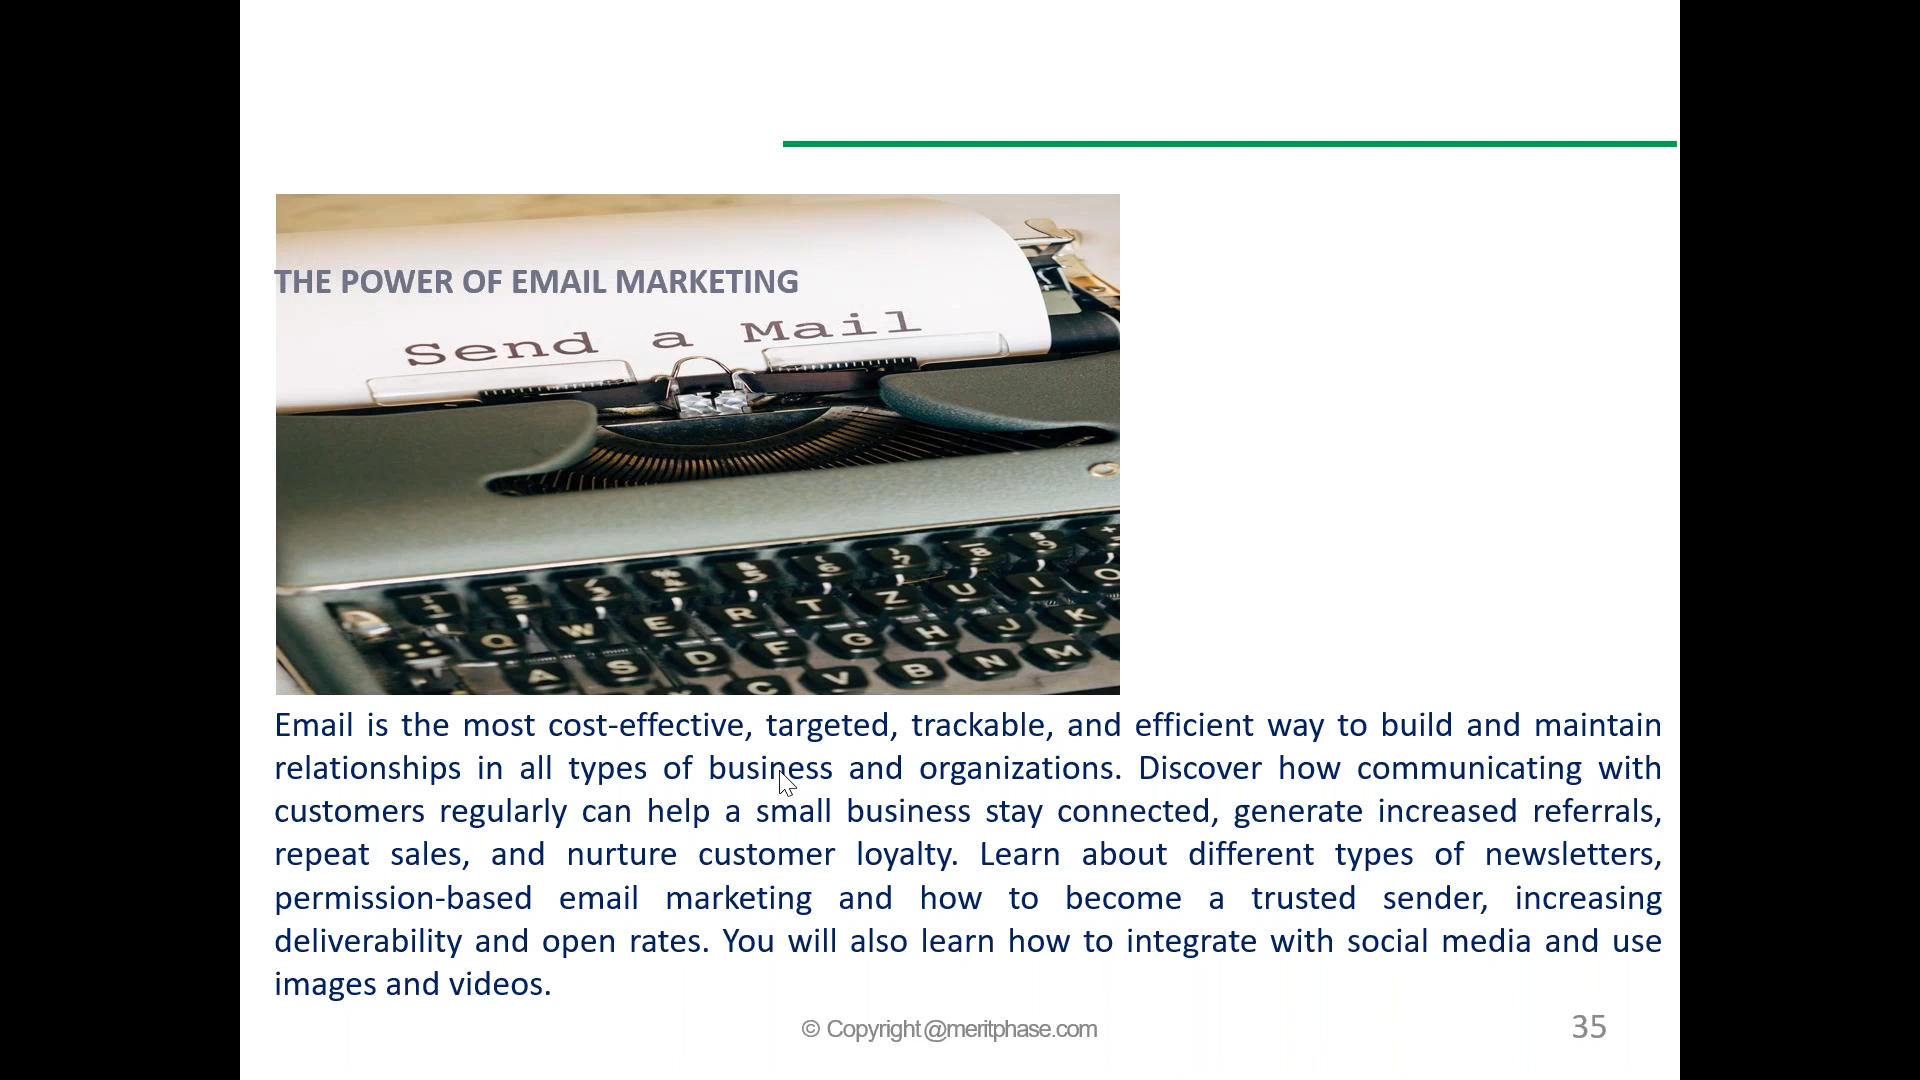 THE POWER OF EMAIL MARKETING
Send a Mail
Q W E R T Z U I O
A S D F G H J K
C V B N M
Email is the most cost-effective, targeted, trackable, and efficient way to build and maintain
relationships in all types of business and organizations. Discover how communicating with
customers regularly can help a small business stay connected, generate increased referrals,
repeat sales, and nurture customer loyalty. Learn about different types of newsletters,
permission-based email marketing and how to become a trusted sender, increasing
deliverability and open rates. You will also learn how to integrate with social media and use
images and videos.
© Copyright @meritphase.com
35